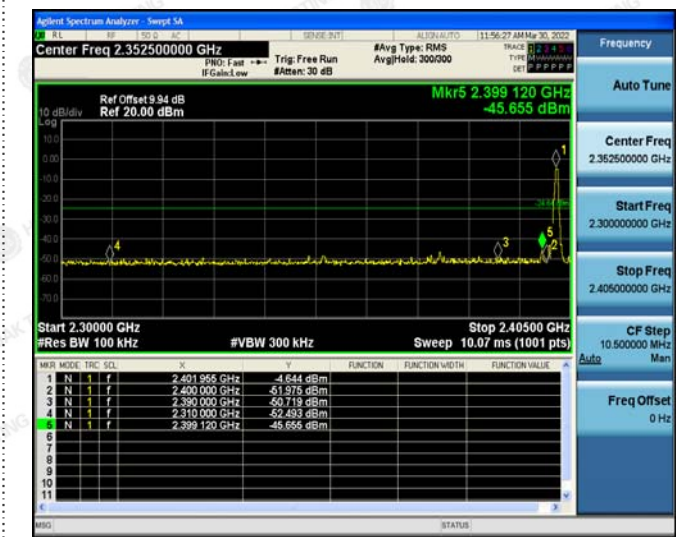 Agilent Spectrum Analyzer - Swept SA
RL RF 50 Ω AC SENSE:INT ALIGNAUTO 11:56:27 AM Mar 30, 2022
Center Freq 2.352500000 GHz #Avg Type: RMS TRACE 1 2 3 4 5 6
PNO: Fast Trig: Free Run Avg|Hold: 300/300 TYPE
IFGain:Low #Atten: 30 dB DET P P P P P P
Frequency
Auto Tune
Center Freq
2.352500000 GHz
Start Freq
2.300000000 GHz
Stop Freq
2.405000000 GHz
CF Step
10.500000 MHz
Auto Man
Freq Offset
0 Hz
Mkr5 2.399 120 GHz
-45.655 dBm
Ref Offset 9.94 dB
10 dB/div Ref 20.00 dBm
Log
10.0
0.00
-10.0
-20.0
-30.0
-40.0
-50.0
-60.0
-70.0
1
5
2
3
4
Start 2.30000 GHz Stop 2.40500 GHz
#Res BW 100 kHz #VBW 300 kHz Sweep 10.07 ms (1001 pts)
MKR MODE TRC SCL X Y FUNCTION FUNCTION WIDTH FUNCTION VALUE
1 N 1 f 2.401 955 GHz -4.644 dBm
2 N 1 f 2.400 000 GHz -51.975 dBm
3 N 1 f 2.390 000 GHz -50.719 dBm
4 N 1 f 2.310 000 GHz -52.493 dBm
5 N 1 f 2.399 120 GHz -45.655 dBm
6
7
8
9
10
11
MSG STATUS